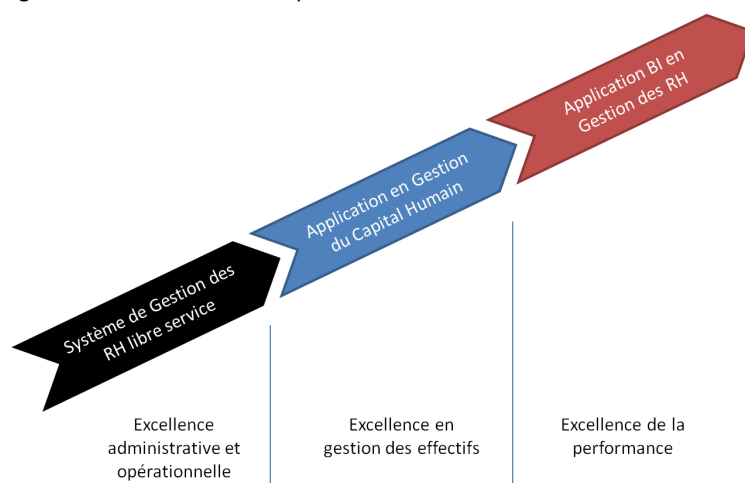 Application BI en
Gestion des RH
Application en Gestion
du Capital Humain
Système de Gestion des
RH libre service
Excellence
administrative et
opérationnelle
Excellence en
gestion des effectifs
Excellence de la
performance